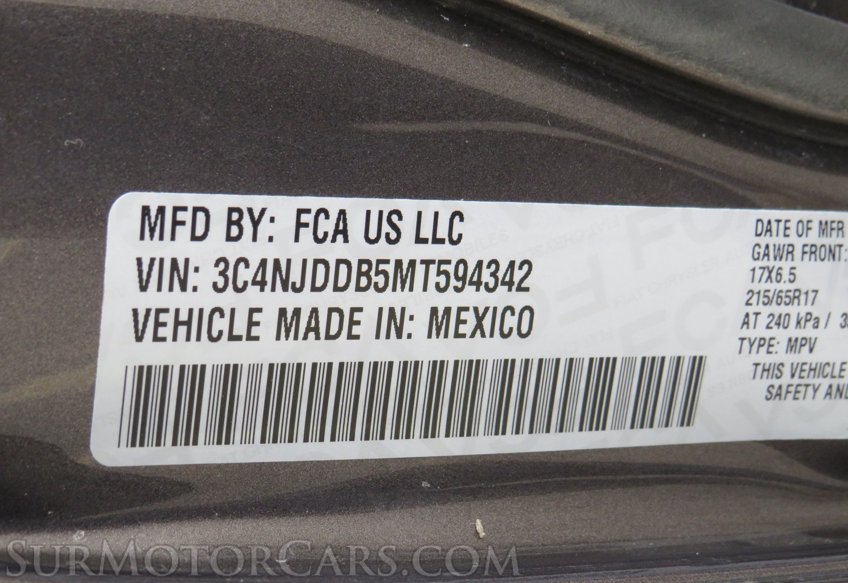 MFD BY: FCA US LLC
VIN: 3C4NJDDB5MT594342
VEHICLE MADE IN: MEXICO
DATE OF MFR
GAWR FRONT:
17X6.5
215/65R17
AT 240 kPa /
TYPE: MPV
THIS VEHICLE
SAFETY
SurMotorCars.com